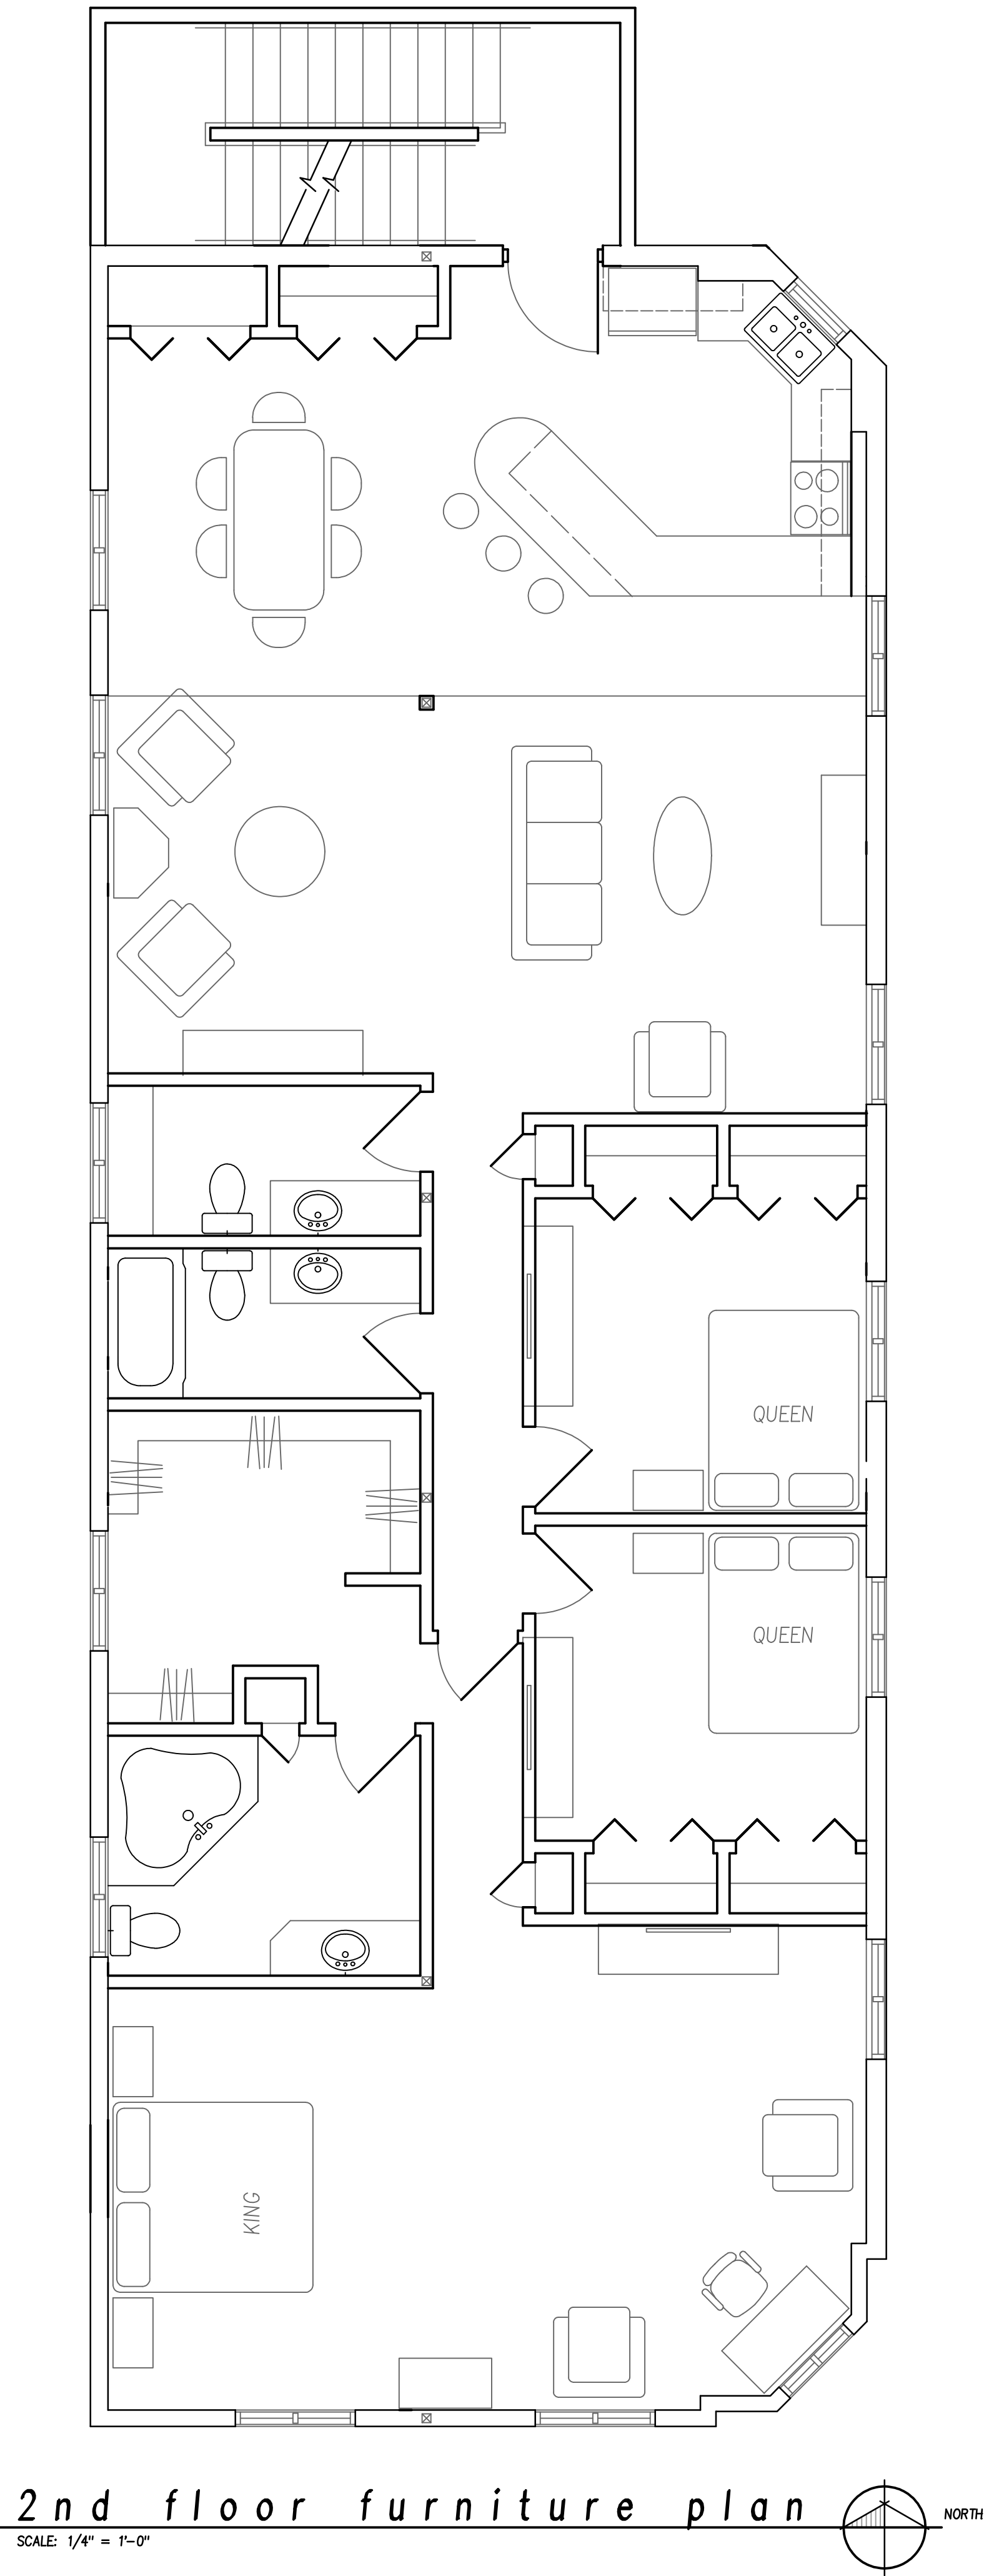 QUEEN
QUEEN
KING
2nd floor furniture plan
NORTH
SCALE: 1/4" = 1'-0"